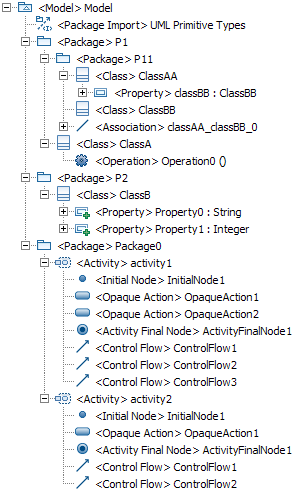 <Model> Model
<Package Import> UML Primitive Types
<Package> P1
<Package> P11
<Class> ClassAA
<Property> classBB : ClassBB
<Class> ClassBB
<Association> classAA_classBB_0
<Class> ClassA
<Operation> Operation0 ()
<Package> P2
<Class> ClassB
<Property> Property0 : String
<Property> Property1 : Integer
<Package> Package0
<Activity> activity1
<Initial Node> InitialNode1
<Opaque Action> OpaqueAction1
<Opaque Action> OpaqueAction2
<Activity Final Node> ActivityFinalNode1
<Control Flow> ControlFlow1
<Control Flow> ControlFlow2
<Control Flow> ControlFlow3
<Activity> activity2
<Initial Node> InitialNode1
<Opaque Action> OpaqueAction1
<Activity Final Node> ActivityFinalNode1
<Control Flow> ControlFlow1
<Control Flow> ControlFlow2